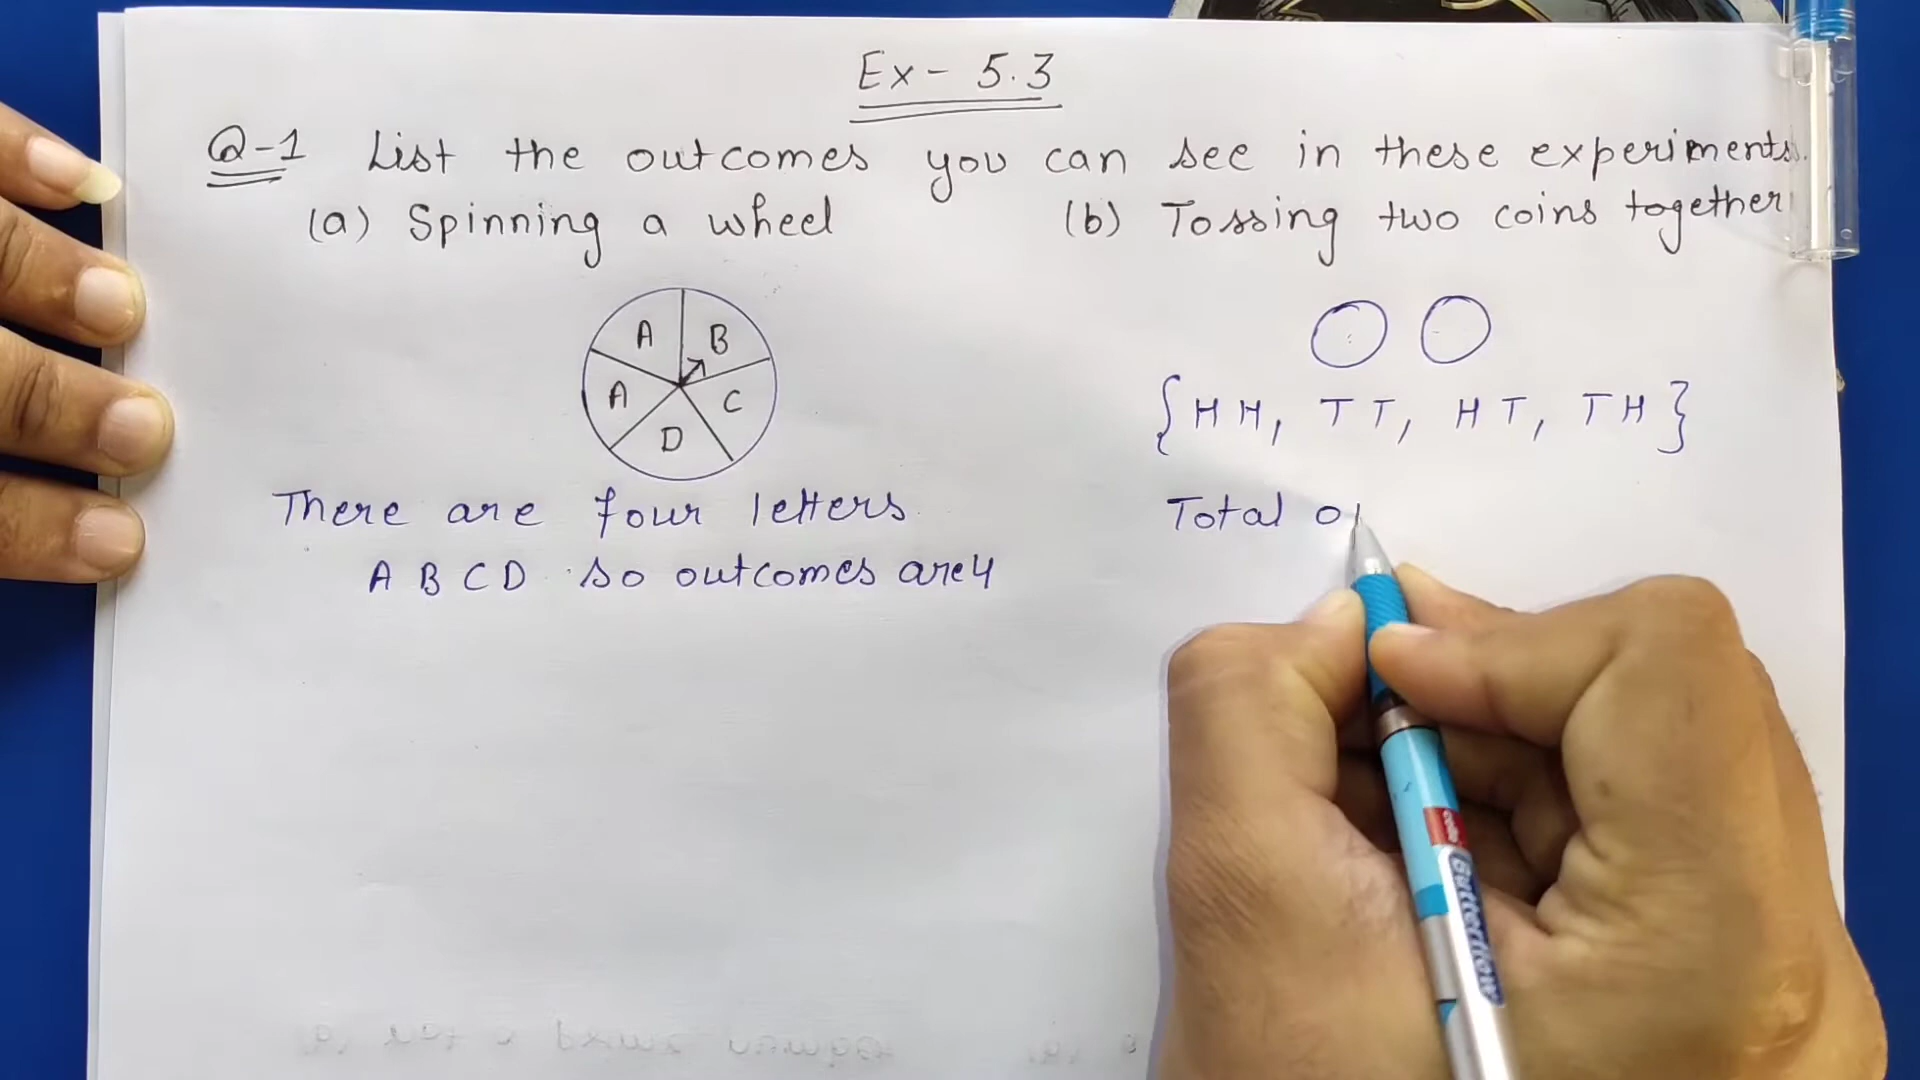 Ex- 5.3
Q-1 List the outcomes you can see in these experiments.
(a) Spinning a wheel
(b) Tossing two coins together
A B
A C
D
{HH, TT, HT, TH}
There are four letters
A B C D so outcomes are 4
Total
Butterflow